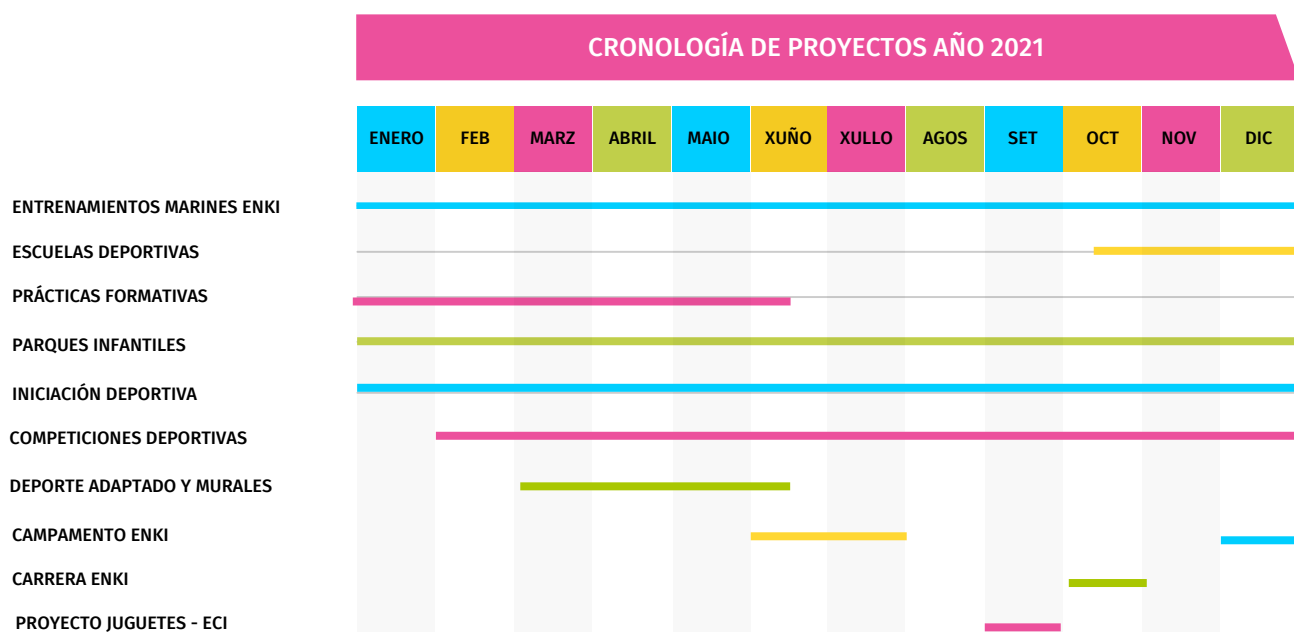 CRONOLOGÍA DE PROYECTOS AÑO 2021
ENERO FEB MARZ ABRIL MAIO XUÑO XULLO AGOS SET OCT NOV DIC
ENTRENAMIENTOS MARINES ENKI
ESCUELAS DEPORTIVAS
PRÁCTICAS FORMATIVAS
PARQUES INFANTILES
INICIACIÓN DEPORTIVA
COMPETICIONES DEPORTIVAS
DEPORTE ADAPTADO Y MURALES
CAMPAMENTO ENKI
CARRERA ENKI
PROYECTO JUGUETES - ECI